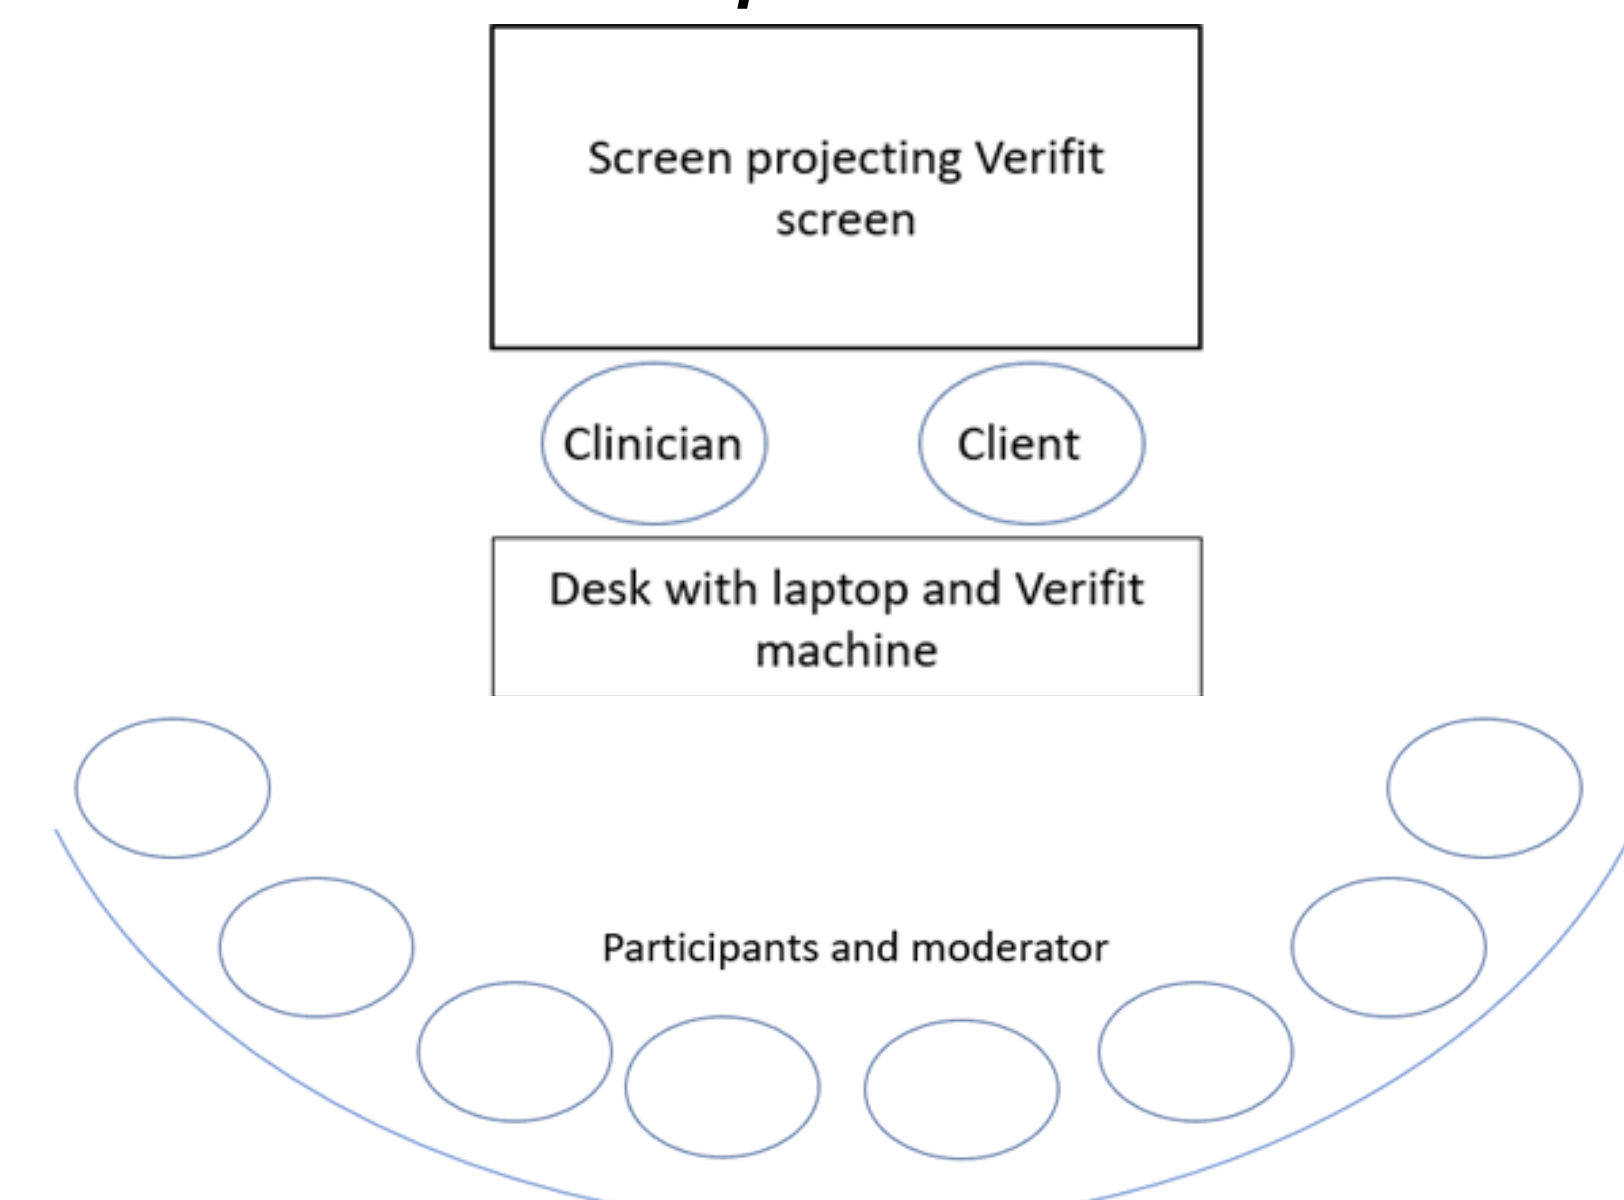 Screen projecting Verifit
screen
Clinician
Client
Desk with laptop and Verifit
machine
Participants and moderator